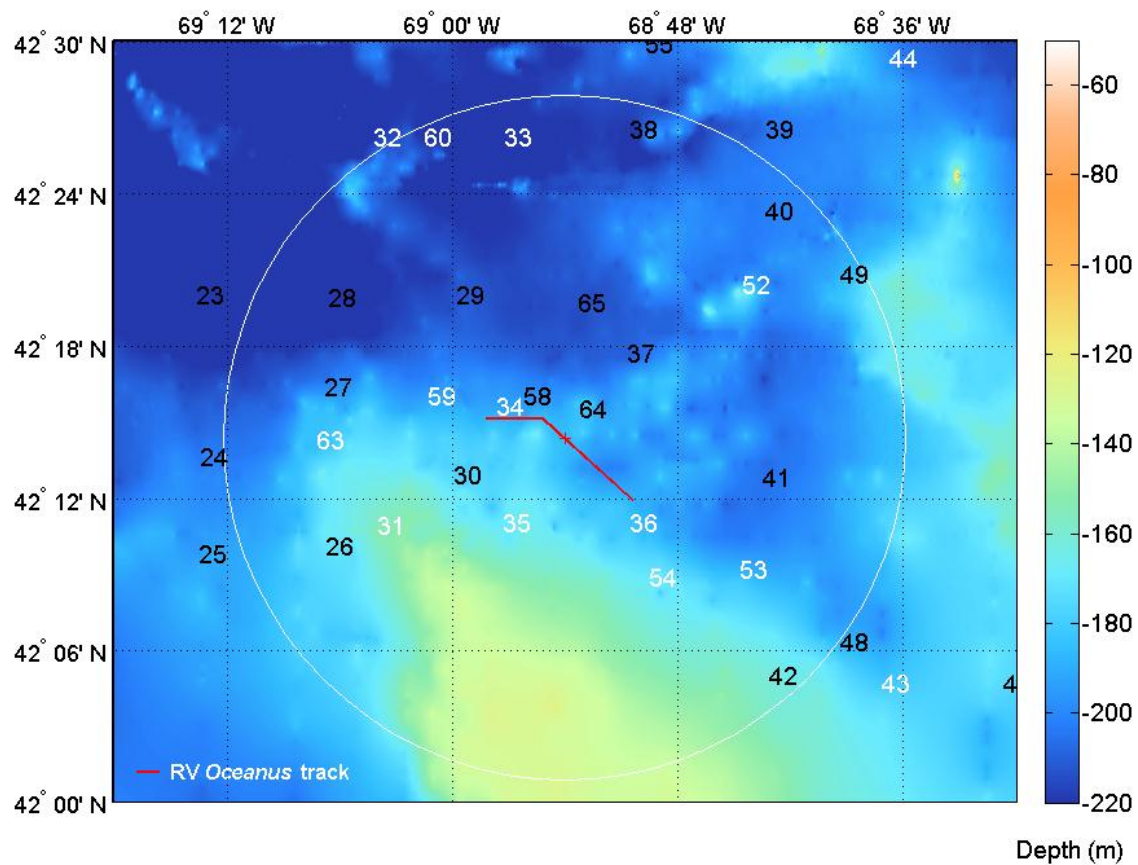 69° 12' W 69° 00' W 68° 48' W 68° 36' W
42° 30' N
55
44
-60
32 60 33 38 39
-80
42° 24' N
40
-100
49
52
23 28 29 65
-120
42° 18' N
37
27 59 34 58 64
-140
63
24 30 41
-160
42° 12' N
31 35 36
25 26
-180
54 53
42° 06' N
48
42 43 4
-200
RV Oceanus track
42° 00' N
-220
Depth (m)